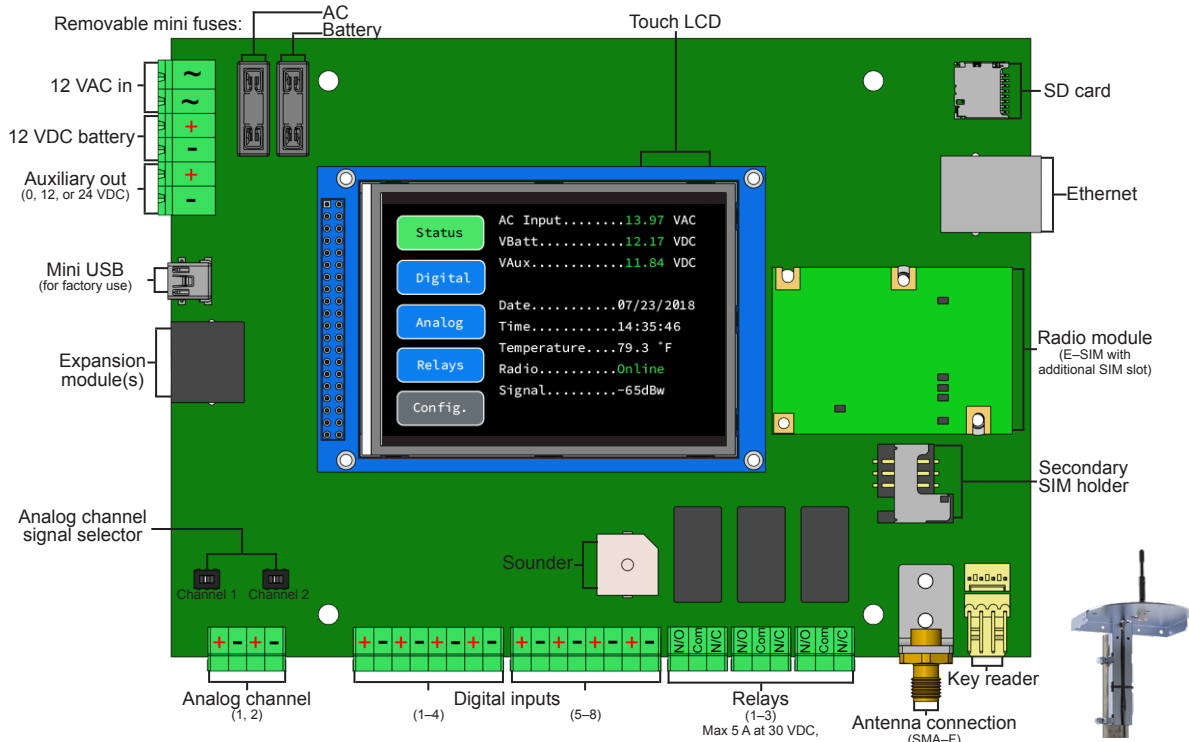 Removable mini fuses:
AC
Battery
Touch LCD
12 VAC in
~
~
12 VDC battery
+
-
Auxiliary out
(0, 12, or 24 VDC)
+
-
SD card
Ethernet
Mini USB
(for factory use)
Expansion
module(s)
Status
Digital
Analog
Relays
Config.
AC Input........13.97 VAC
VBatt...........12.17 VDC
VAux............11.84 VDC
Date...........07/23/2018
Time...........14:35:46
Temperature....79.3 °F
Radio..........Online
Signal.........-65dBw
Radio module
(E–SIM with
additional SIM slot)
Secondary
SIM holder
Analog channel
signal selector
Channel 1
Channel 2
Sounder
+ - + -
+ - + - + - + -
+ - + - + - + -
N/O Com N/C
N/O Com N/C
N/O Com N/C
Analog channel
(1, 2)
Digital inputs
(1–4)
(5–8)
Relays
(1–3)
Max 5 A at 30 VDC,
Key reader
Antenna connection
(SMA–F)